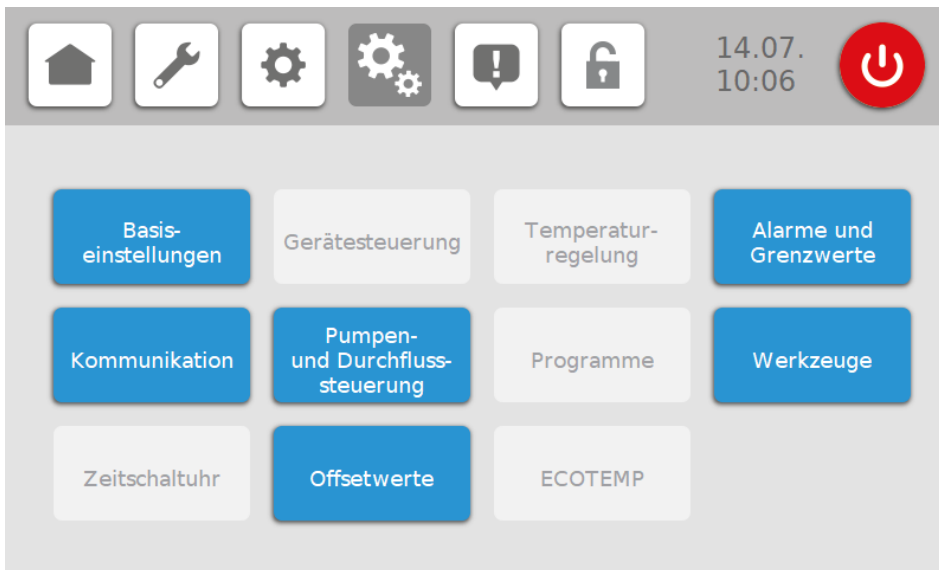 14.07.
10:06
Basis-
einstellungen
Gerätesteuerung
Temperatur-
regelung
Alarme und
Grenzwerte
Kommunikation
Pumpen-
und Durchfluss-
steuerung
Programme
Werkzeuge
Zeitschaltuhr
Offsetwerte
ECOTEMP